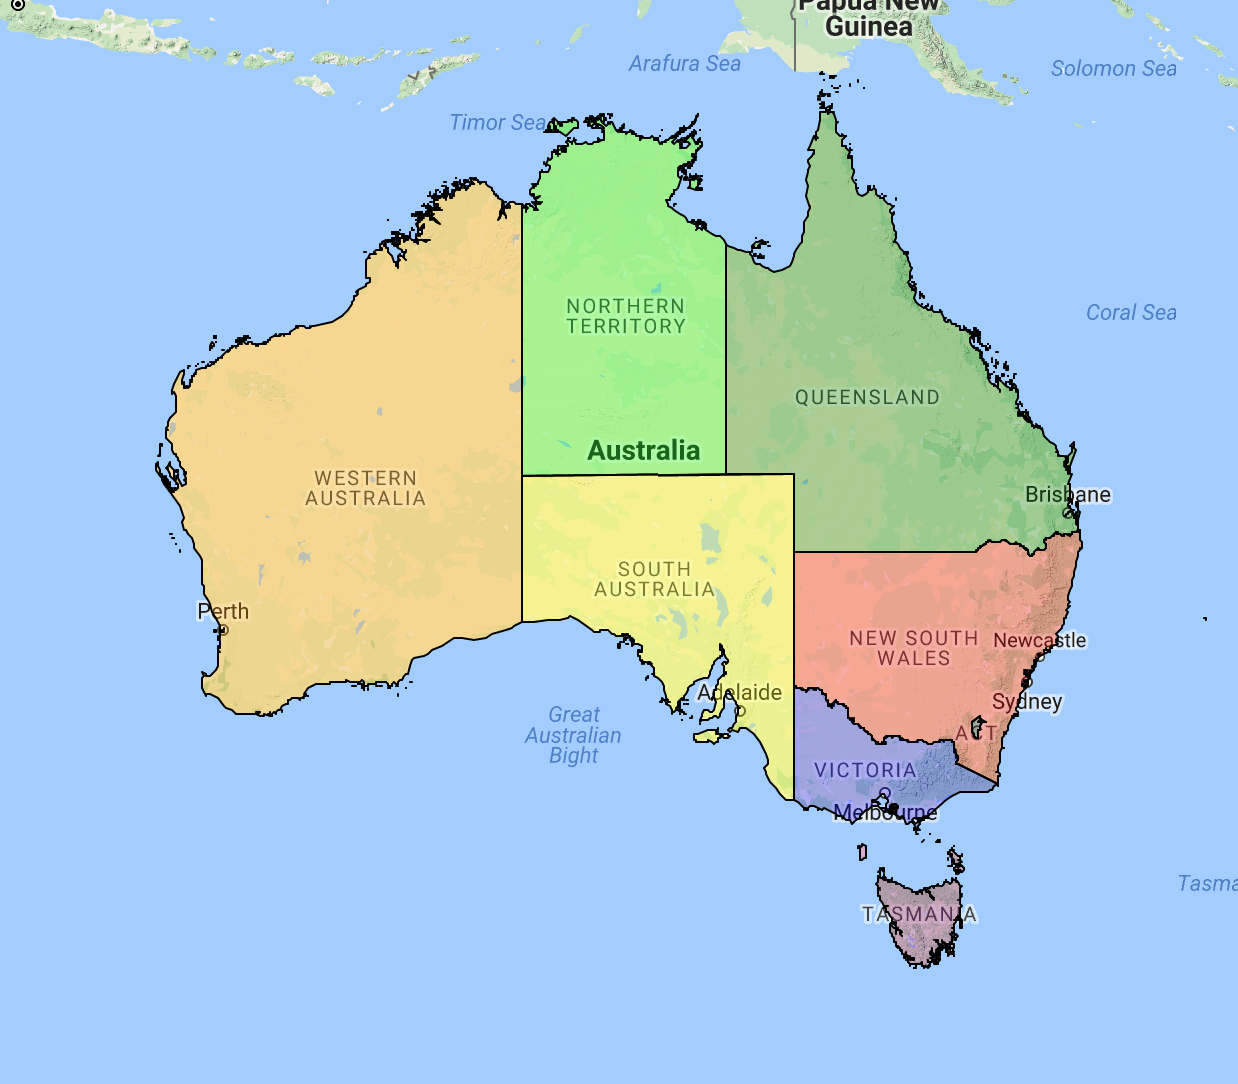 Papua New
Guinea
Arafura Sea
Solomon Sea
Timor Sea
NORTHERN
TERRITORY
Coral Sea
QUEENSLAND
Australia
WESTERN
AUSTRALIA
Brisbane
SOUTH
AUSTRALIA
Perth
NEW SOUTH
WALES
Newcastle
Adelaide
Sydney
Great
Australian
Bight
ACT
VICTORIA
Melbourne
Tasma
TASMANIA